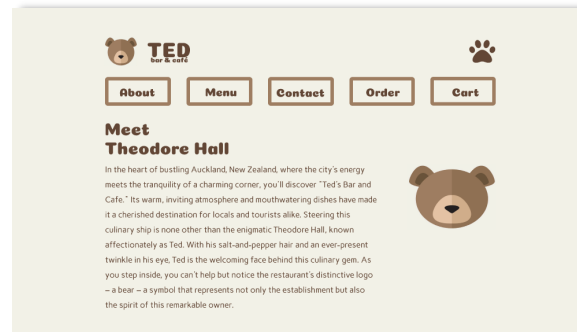 TED
bar & café
About Menu Contact Order Cart
Meet
Theodore Hall
In the heart of bustling Auckland, New Zealand, where the city's energy
meets the tranquility of a charming corner, you'll discover "Ted's Bar and
Cafe." Its warm, inviting atmosphere and mouthwatering dishes have made
it a cherished destination for locals and tourists alike. Steering this
culinary ship is none other than the enigmatic Theodore Hall, known
affectionately as Ted. With his salt-and-pepper hair and an ever-present
twinkle in his eye, Ted is the welcoming face behind this culinary gem. As
you step inside, you can't help but notice the restaurant's distinctive logo
– a bear – a symbol that represents not only the establishment but also
the spirit of this remarkable owner.